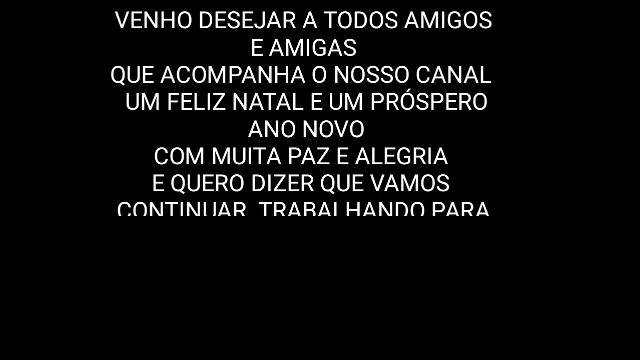 VENHO DESEJAR A TODOS AMIGOS
E AMIGAS
QUE ACOMPANHA O NOSSO CANAL
UM FELIZ NATAL E UM PRÓSPERO
ANO NOVO
COM MUITA PAZ E ALEGRIA
E QUERO DIZER QUE VAMOS
CONTINUAR TRABALHANDO PARA